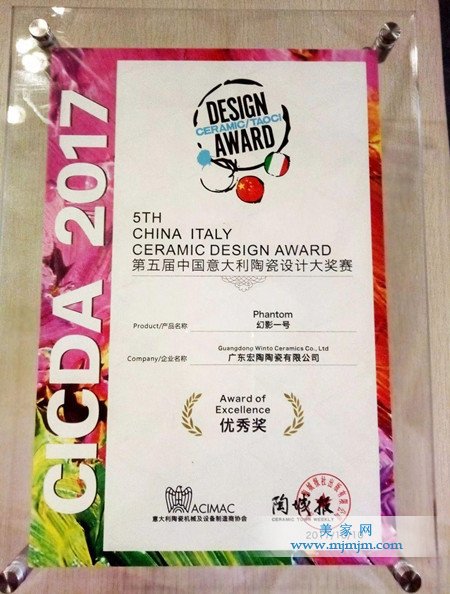 CICDA 2017
DESIGN
CERAMIC/TAOCI
AWARD
5TH
CHINA ITALY
CERAMIC DESIGN AWARD
第五届中国意大利陶瓷设计大奖赛
Phantom
Product/产品名称 幻影一号
Guangdong Winto Ceramics Co., Ltd
Company/企业名称 广东宏陶陶瓷有限公司
Award of
Excellence
优秀奖
ACIMAC
意大利陶瓷机械及设备制造商协会
陶城报
CERAMIC TOWN WEEKLY
美家网
www.mjmjm.com